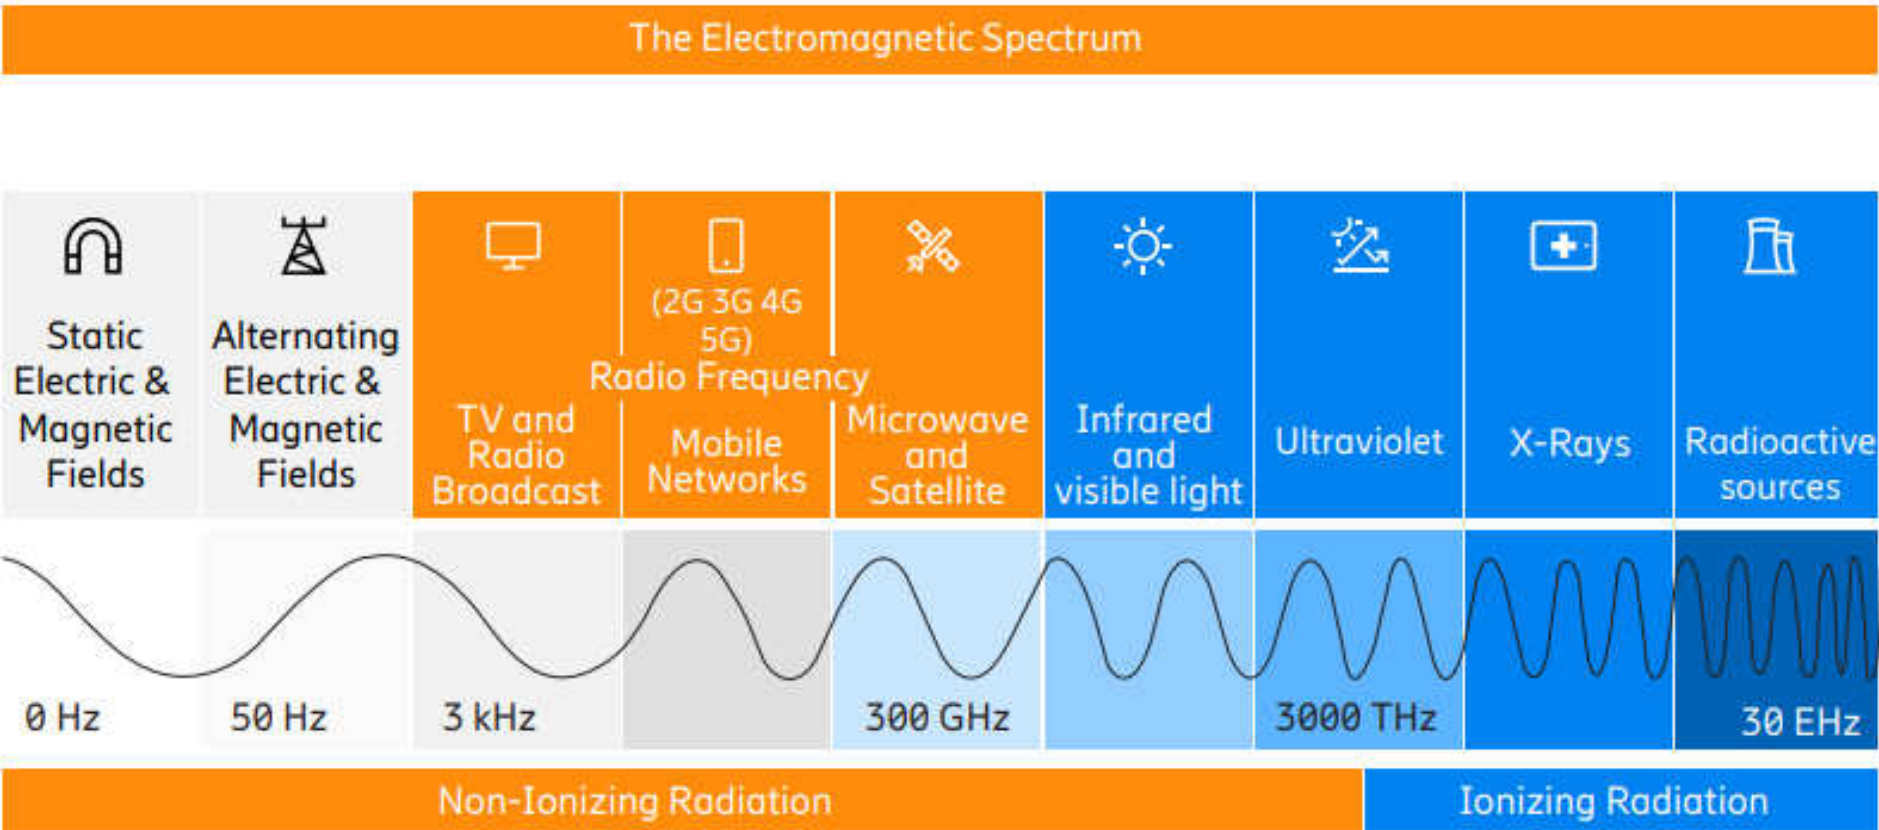 The Electromagnetic Spectrum
Static
Electric &
Magnetic
Fields
Alternating
Electric &
Magnetic
Fields
TV and
Radio
Broadcast
(2G 3G 4G
5G)
Radio Frequency
Mobile
Networks
Microwave
and
Satellite
Infrared
and
visible light
Ultraviolet
X-Rays
Radioactive
sources
0 Hz
50 Hz
3 kHz
300 GHz
3000 THz
30 EHz
Non-Ionizing Radiation
Ionizing Radiation